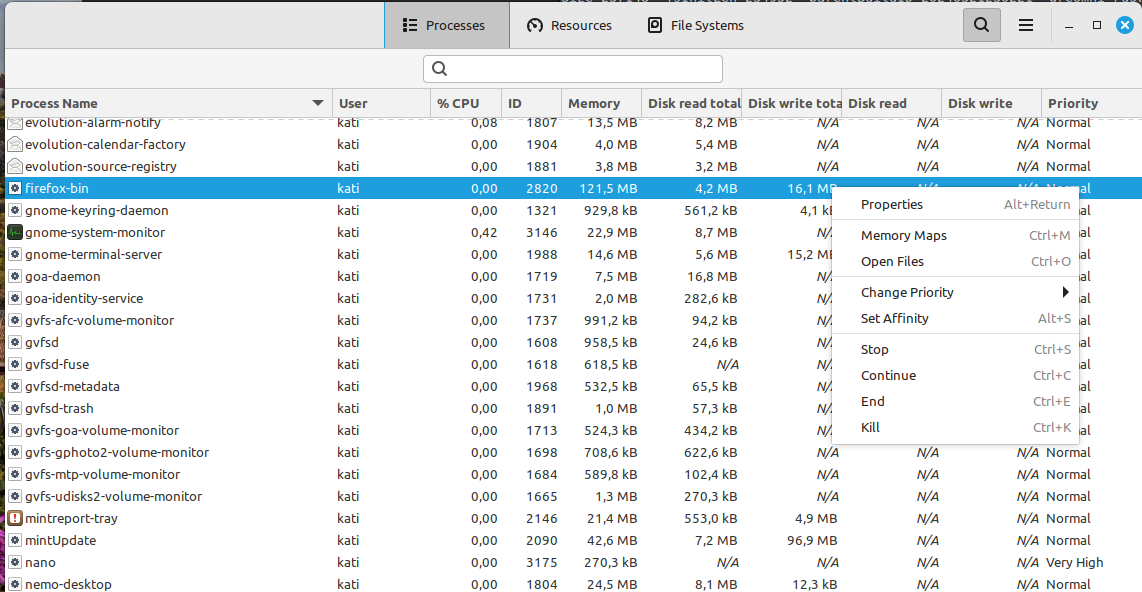 Processes Resources File Systems
Process Name User % CPU ID Memory Disk read total Disk write tota Disk read Disk write Priority
evolution-alarm-notify kati 0,08 1807 13,5 MB 8,2 MB N/A N/A N/A Normal
evolution-calendar-factory kati 0,00 1904 4,0 MB 5,4 MB N/A N/A N/A Normal
evolution-source-registry kati 0,00 1881 3,8 MB 3,2 MB N/A N/A N/A Normal
firefox-bin kati 0,00 2820 121,5 MB 4,2 MB 16,1 MB N/A N/A Normal
gnome-keyring-daemon kati 0,00 1321 929,8 kB 561,2 kB 4,1 kB al
Properties Alt+Return
gnome-system-monitor kati 0,42 3146 22,9 MB 8,7 MB N/A al
Memory Maps Ctrl+M
gnome-terminal-server kati 0,00 1988 14,6 MB 5,6 MB 15,2 MB al
Open Files Ctrl+O
goa-daemon kati 0,00 1719 7,5 MB 16,8 MB N/A al
goa-identity-service kati 0,00 1731 2,0 MB 282,6 kB N/A al
Change Priority
gvfs-afc-volume-monitor kati 0,00 1737 991,2 kB 94,2 kB N/A al
Set Affinity Alt+S
gvfsd kati 0,00 1608 958,5 kB 24,6 kB N/A al
Stop Ctrl+S
gvfsd-fuse kati 0,00 1618 618,5 kB N/A N/A al
Continue Ctrl+C
gvfsd-metadata kati 0,00 1968 532,5 kB 65,5 kB N/A al
End Ctrl+E
gvfsd-trash kati 0,00 1891 1,0 MB 57,3 kB N/A al
Kill Ctrl+K
gvfs-goa-volume-monitor kati 0,00 1713 524,3 kB 434,2 kB N/A al
gvfs-gphoto2-volume-monitor kati 0,00 1698 708,6 kB 622,6 kB N/A N/A N/A Normal
gvfs-mtp-volume-monitor kati 0,00 1684 589,8 kB 102,4 kB N/A N/A N/A Normal
gvfs-udisks2-volume-monitor kati 0,00 1665 1,3 MB 270,3 kB N/A N/A N/A Normal
mintreport-tray kati 0,00 2146 21,4 MB 553,0 kB 4,9 MB N/A N/A Normal
mintUpdate kati 0,00 2090 42,6 MB 7,2 MB 96,9 MB N/A N/A Normal
nano kati 0,00 3175 270,3 kB N/A N/A N/A N/A Very High
nemo-desktop kati 0,00 1804 24,5 MB 8,1 MB 12,3 kB N/A N/A Normal